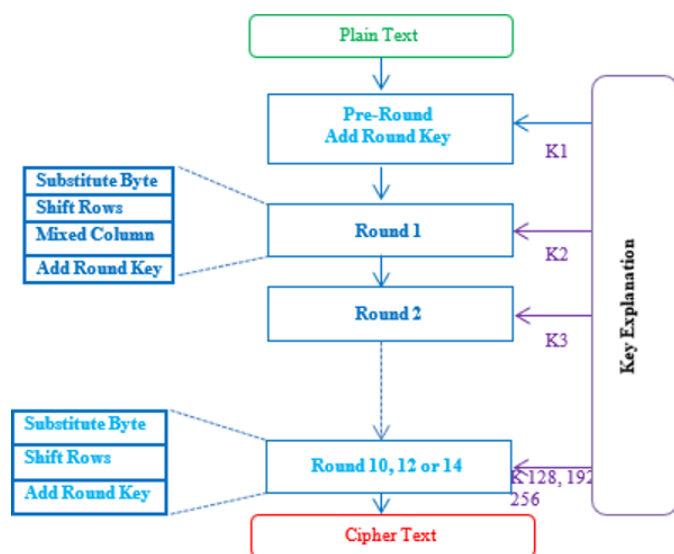 Plain Text
Pre-Round
Add Round Key
K1
Substitute Byte
Shift Rows
Mixed Column
Add Round Key
Round 1
K2
Round 2
K3
Key Explanation
Substitute Byte
Shift Rows
Add Round Key
Round 10, 12 or 14
K 128, 192
256
Cipher Text